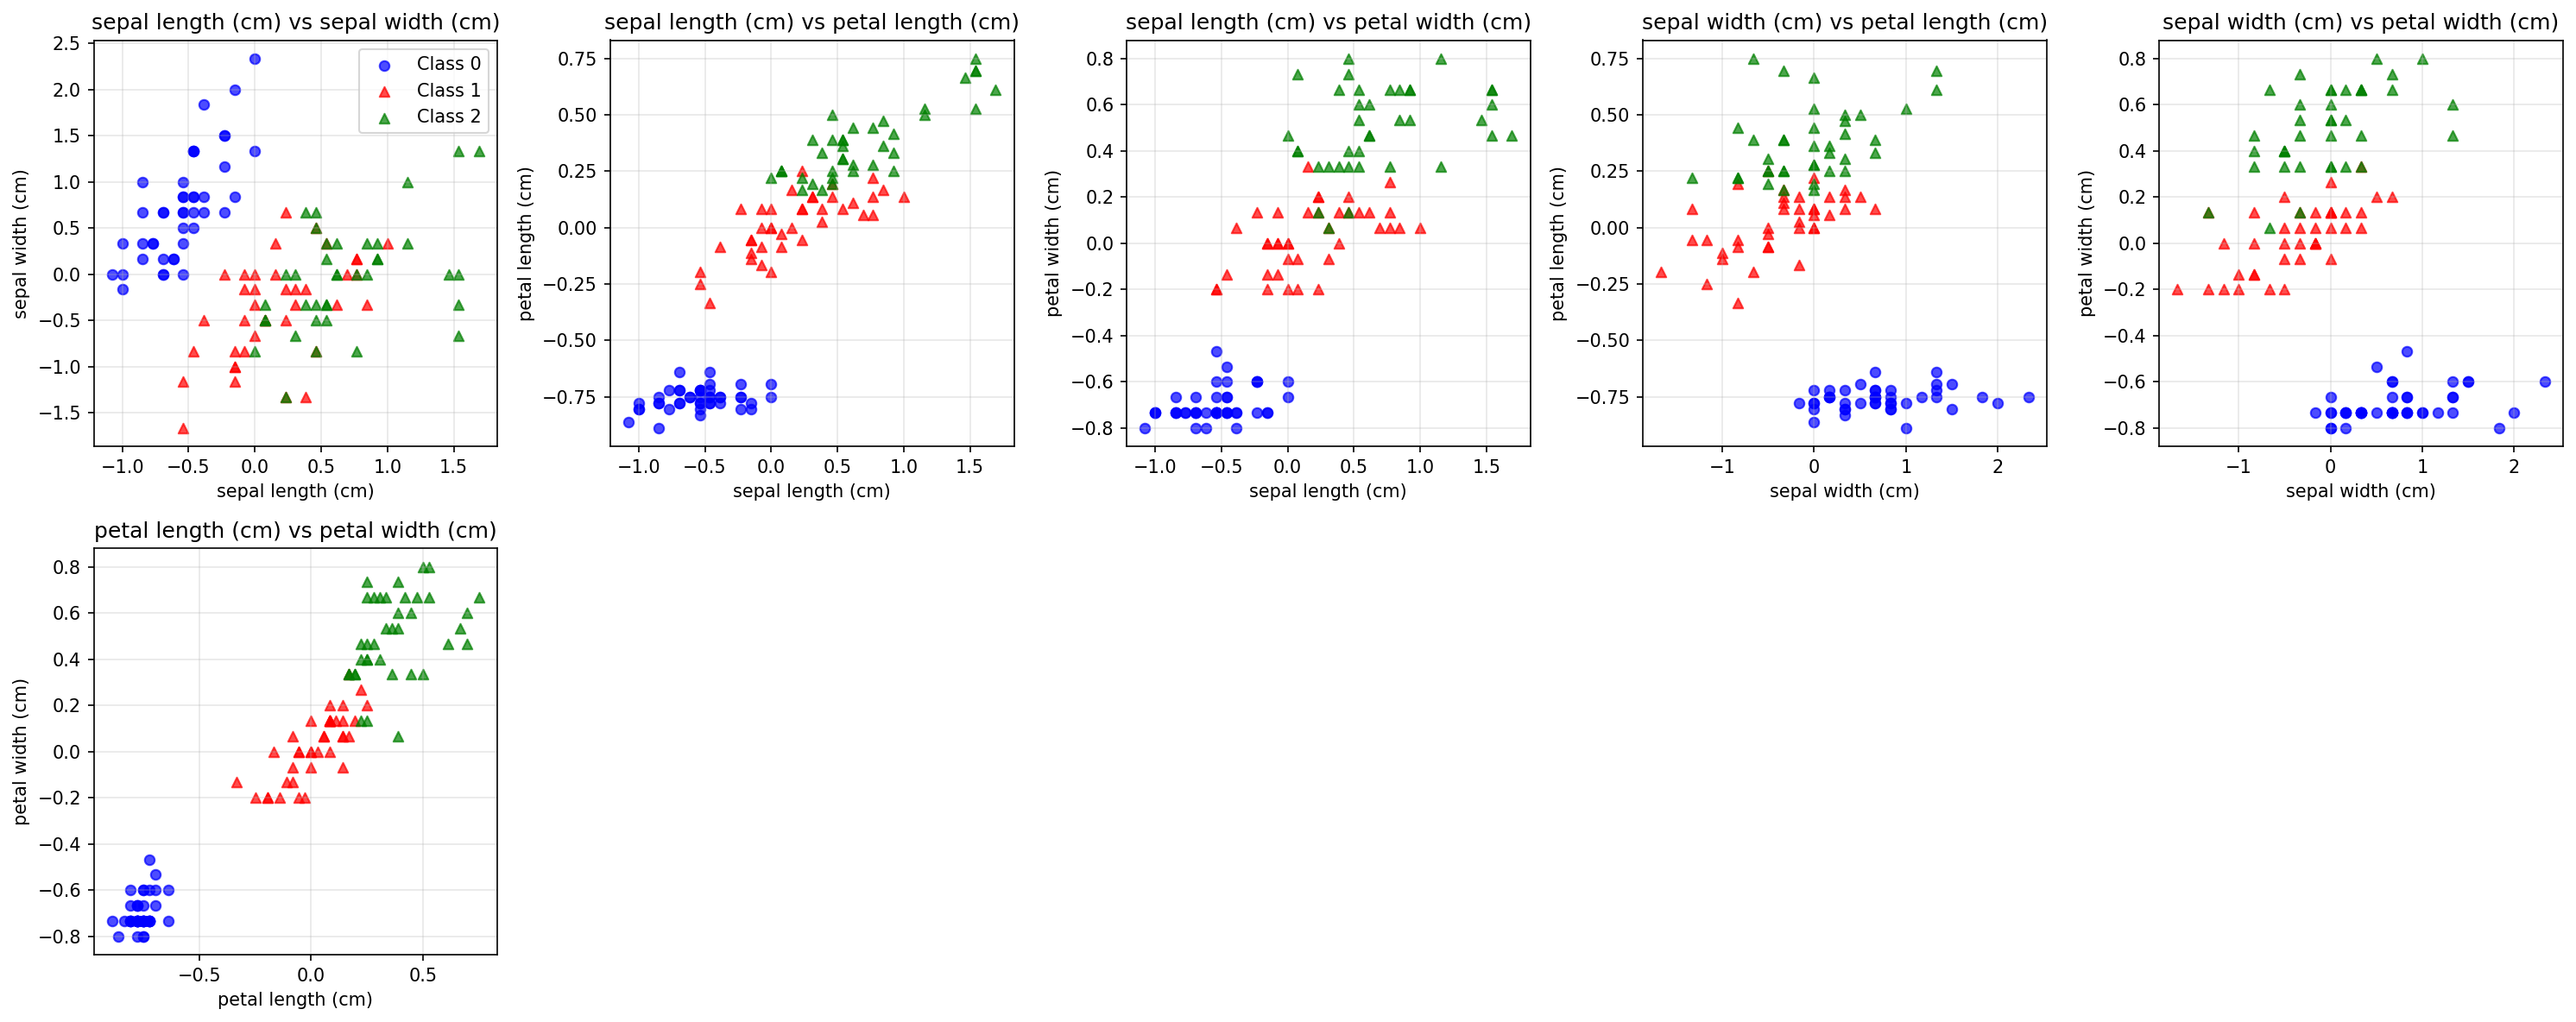 sepal length (cm) vs sepal width (cm)
2.5
2.0
1.5
1.0
0.5
0.0
−0.5
−1.0
−1.5
sepal width (cm)
Class 0
Class 1
Class 2
−1.0 −0.5 0.0 0.5 1.0 1.5
sepal length (cm)
sepal length (cm) vs petal length (cm)
0.75
0.50
0.25
0.00
−0.25
−0.50
−0.75
petal length (cm)
−1.0 −0.5 0.0 0.5 1.0 1.5
sepal length (cm)
sepal length (cm) vs petal width (cm)
0.8
0.6
0.4
0.2
0.0
−0.2
−0.4
−0.6
−0.8
petal width (cm)
−1.0 −0.5 0.0 0.5 1.0 1.5
sepal length (cm)
sepal width (cm) vs petal length (cm)
0.75
0.50
0.25
0.00
−0.25
−0.50
−0.75
petal length (cm)
−1 0 1 2
sepal width (cm)
sepal width (cm) vs petal width (cm)
0.8
0.6
0.4
0.2
0.0
−0.2
−0.4
−0.6
−0.8
petal width (cm)
−1 0 1 2
sepal width (cm)
petal length (cm) vs petal width (cm)
0.8
0.6
0.4
0.2
0.0
−0.2
−0.4
−0.6
−0.8
petal width (cm)
−0.5 0.0 0.5
petal length (cm)